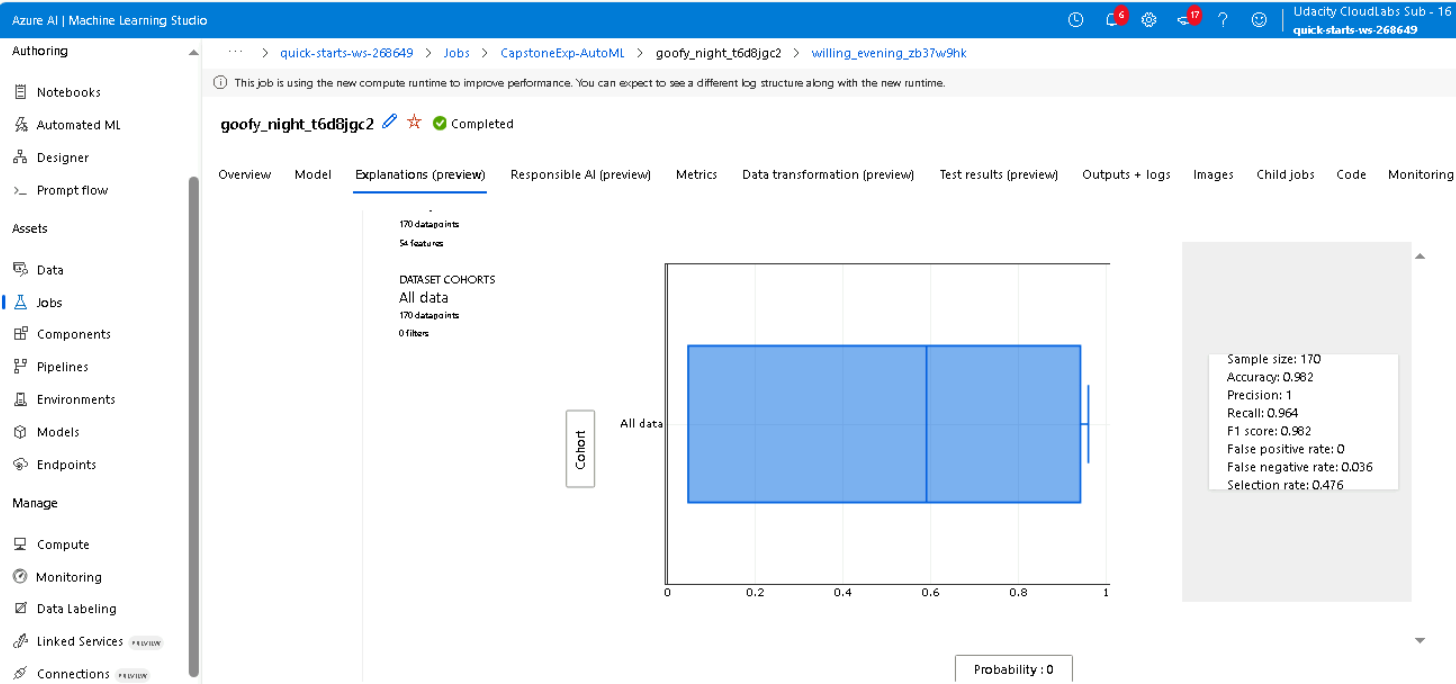 Azure AI | Machine Learning Studio
6
17
?
Udacity CloudLabs Sub - 16
quick-starts-ws-268649
Authoring
Notebooks
Automated ML
Designer
Prompt flow
Assets
Data
Jobs
Components
Pipelines
Environments
Models
Endpoints
Manage
Compute
Monitoring
Data Labeling
Linked Services PREVIEW
Connections PREVIEW
··· > quick-starts-ws-268649 > Jobs > CapstoneExp-AutoML > goofy_night_t6d8jgc2 > willing_evening_zb37w9hk
This job is using the new compute runtime to improve performance. You can expect to see a different log structure along with the new runtime.
goofy_night_t6d8jgc2 Completed
Overview Model Explanations (preview) Responsible AI (preview) Metrics Data transformation (preview) Test results (preview) Outputs + logs Images Child jobs Code Monitoring
170 datapoints
54 features
DATASET COHORTS
All data
170 datapoints
0 filters
Cohort
All data
0 0.2 0.4 0.6 0.8 1
Probability : 0
Sample size: 170
Accuracy: 0.982
Precision: 1
Recall: 0.964
F1 score: 0.982
False positive rate: 0
False negative rate: 0.036
Selection rate: 0.476